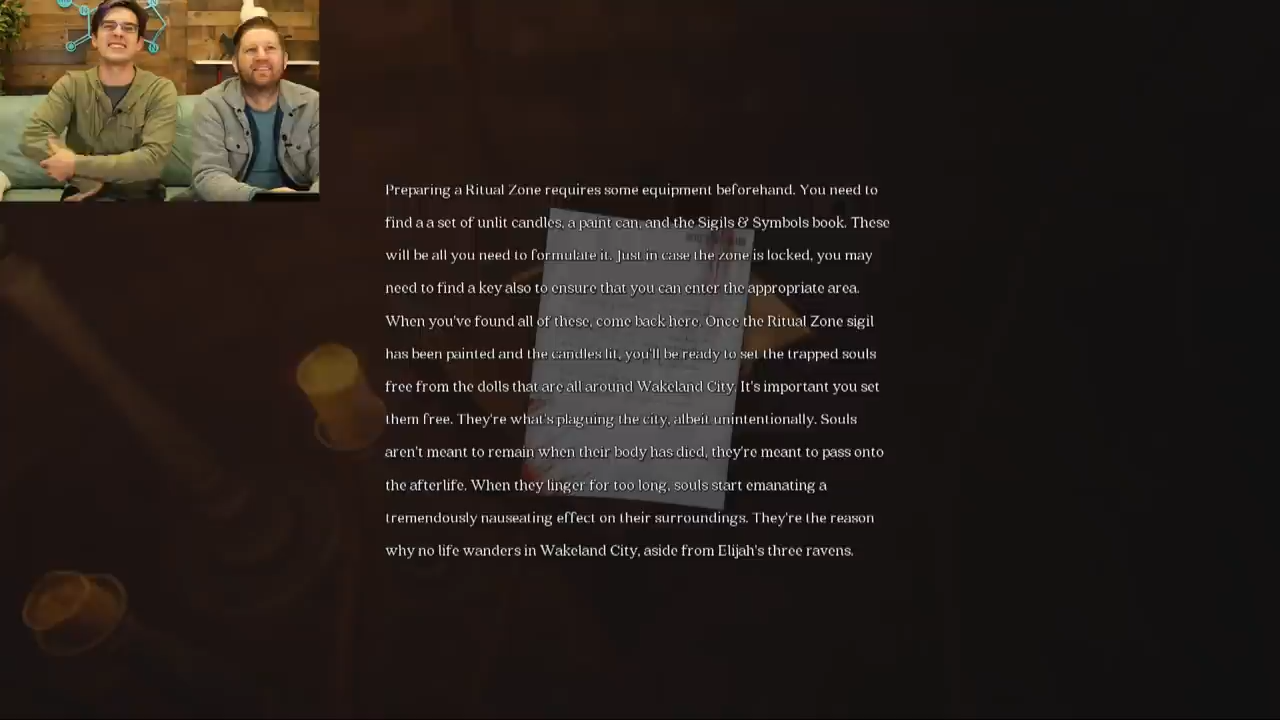 Preparing a Ritual Zone requires some equipment beforehand. You need to
find a a set of unlit candles, a paint can, and the Sigils & Symbols book. These
will be all you need to formulate it. Just in case the zone is locked, you may
need to find a key also to ensure that you can enter the appropriate area.
When you've found all of these, come back here. Once the Ritual Zone sigil
has been painted and the candles lit, you'll be ready to set the trapped souls
free from the dolls that are all around Wakeland City. It's important you set
them free. They're what's plaguing the city, albeit unintentionally. Souls
aren't meant to remain when their body has died, they're meant to pass onto
the afterlife. When they linger for too long, souls start emanating a
tremendously nauseating effect on their surroundings. They're the reason
why no life wanders in Wakeland City, aside from Elijah's three ravens.